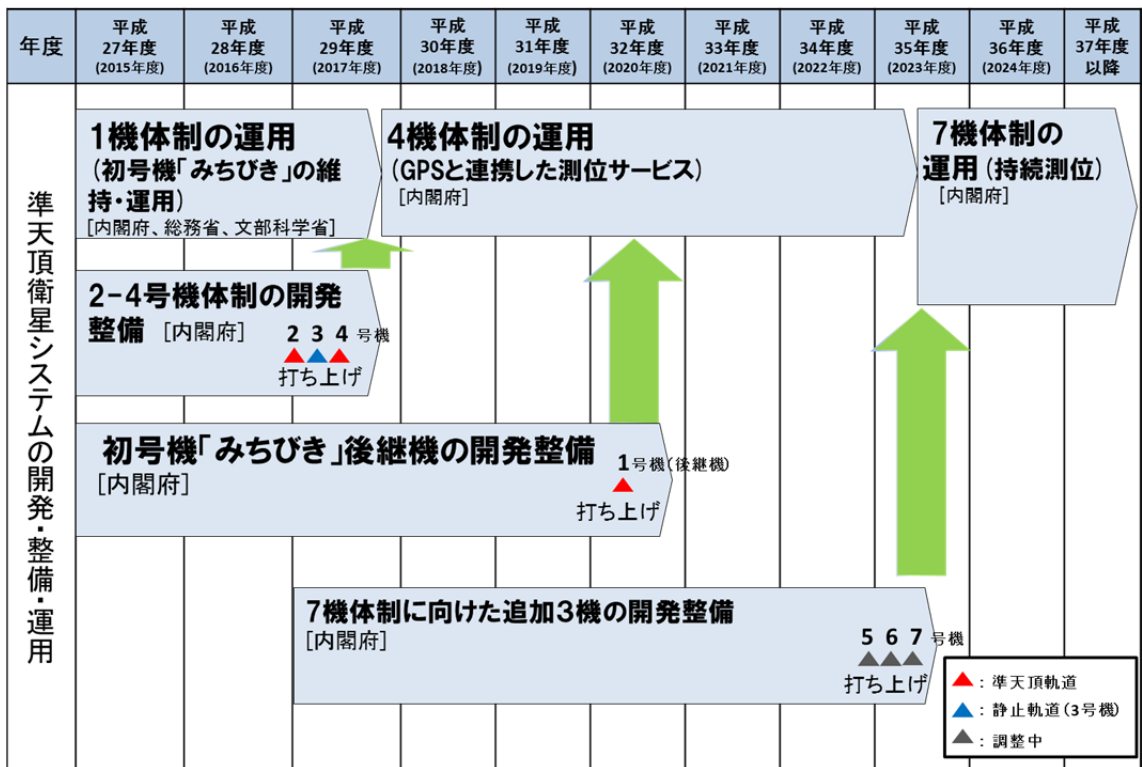 年度
平成
27年度
(2015年度)
平成
28年度
(2016年度)
平成
29年度
(2017年度)
平成
30年度
(2018年度)
平成
31年度
(2019年度)
平成
32年度
(2020年度)
平成
33年度
(2021年度)
平成
34年度
(2022年度)
平成
35年度
(2023年度)
平成
36年度
(2024年度)
平成
37年度
以降
準天頂衛星システムの開発・整備・運用
1機体制の運用
(初号機「みちびき」の維
持・運用)
[内閣府、総務省、文部科学省]
4機体制の運用
(GPSと連携した測位サービス)
[内閣府]
7機体制の
運用(持続測位)
[内閣府]
2-4号機体制の開発
整備 [内閣府]
2 3 4 号機
打ち上げ
初号機「みちびき」後継機の開発整備
[内閣府]
1号機(後継機)
打ち上げ
7機体制に向けた追加3機の開発整備
[内閣府]
5 6 7 号機
打ち上げ
:準天頂軌道
:静止軌道(3号機)
:調整中